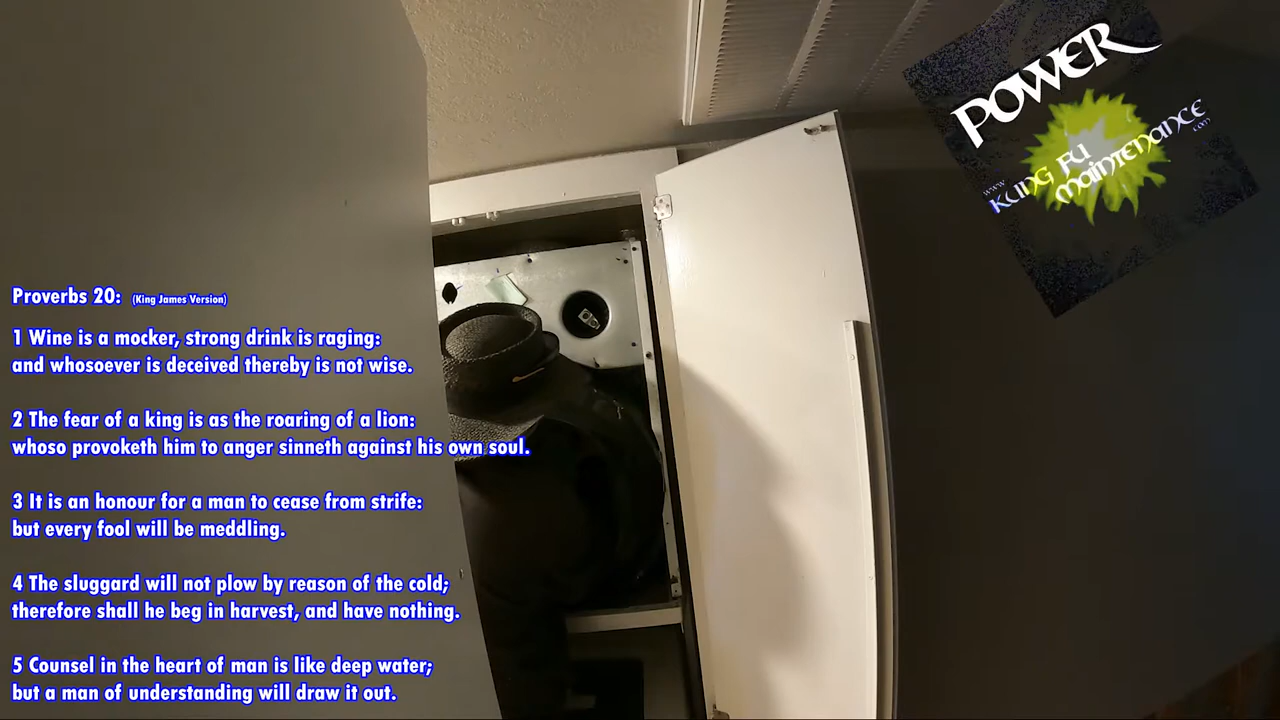 Proverbs 20: (King James Version)
1 Wine is a mocker, strong drink is raging:
and whosoever is deceived thereby is not wise.
2 The fear of a king is as the roaring of a lion:
whoso provoketh him to anger sinneth against his own soul.
3 It is an honour for a man to cease from strife:
but every fool will be meddling.
4 The sluggard will not plow by reason of the cold;
therefore shall he beg in harvest, and have nothing.
5 Counsel in the heart of man is like deep water;
but a man of understanding will draw it out.
POWER
www.
KUNG FU
MAINTENANCE
.com